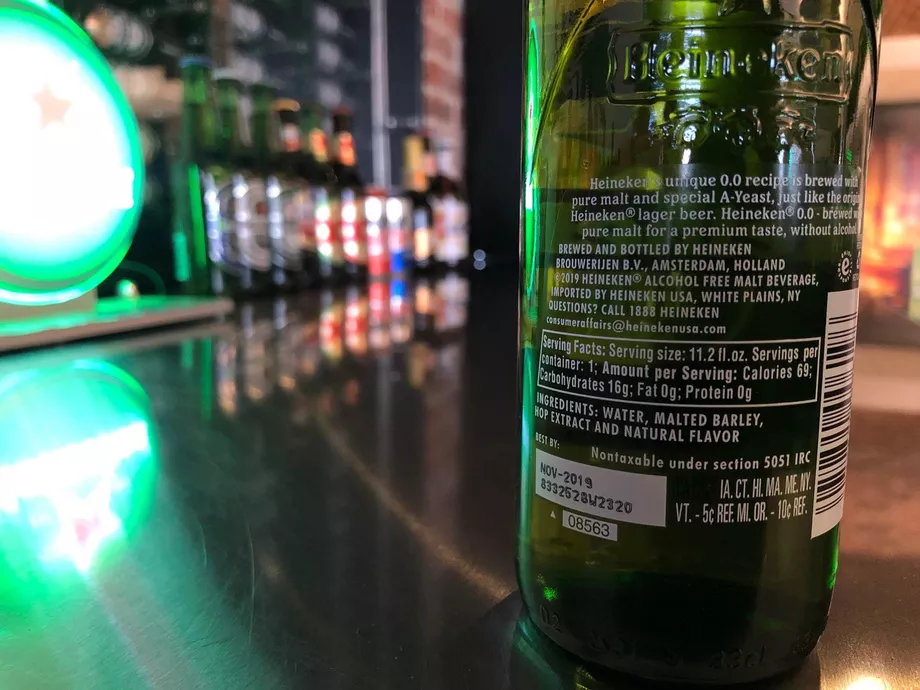 Heineken
Heineken's unique 0.0 recipe is brewed with
pure malt and special A-Yeast, just like the
Heineken® lager beer. Heineken® 0.0 - brewed
pure malt for a premium taste, without alcohol
BREWED AND BOTTLED BY HEINEKEN
BROUWERIJEN B.V., AMSTERDAM, HOLLAND
©2019 HEINEKEN® ALCOHOL FREE MALT BEVERAGE,
IMPORTED BY HEINEKEN USA, WHITE PLAINS, NY
QUESTIONS? CALL 1888 HEINEKEN
consumeraffairs@heinekenusa.com
Serving Facts: Serving size: 11.2 fl.oz. Servings per
container: 1; Amount per Serving: Calories 69;
Carbohydrates 16g; Fat 0g; Protein 0g
INGREDIENTS: WATER, MALTED BARLEY,
HOP EXTRACT AND NATURAL FLAVOR
BEST BY:
Nontaxable under section 5051 IRC
NOV-2019
8332528W2320
08563
IA. CT. HI. MA. ME. NY.
VT. - 5¢ REF. MI. OR. - 10¢ REF.